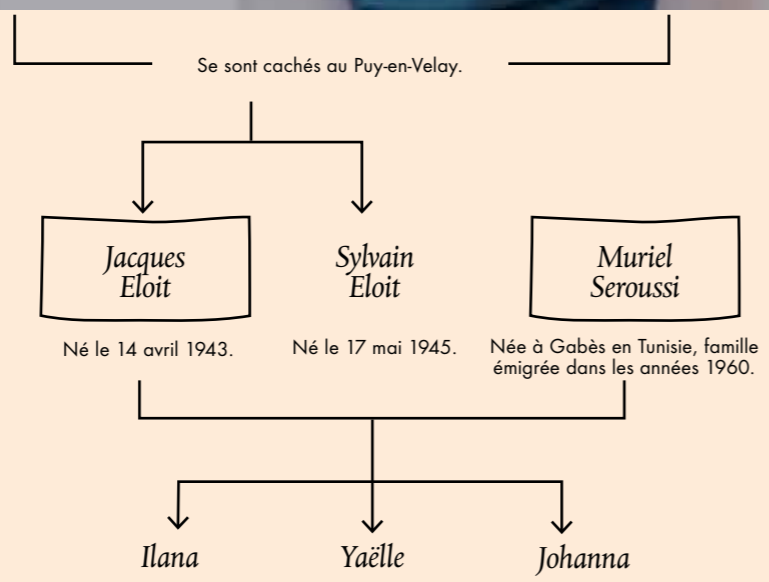 Se sont cachés au Puy-en-Velay.
Jacques
Eloit
Sylvain
Eloit
Muriel
Seroussi
Né le 14 avril 1943.
Né le 17 mai 1945.
Née à Gabès en Tunisie, famille
émigrée dans les années 1960.
Ilana
Yaëlle
Johanna